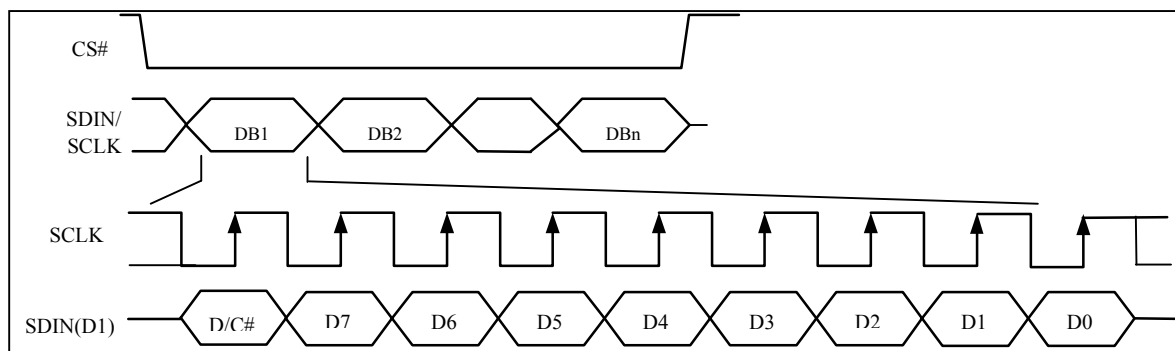 CS#
SDIN/
SCLK
DB1 DB2 DBn
SCLK
SDIN(D1) D/C# D7 D6 D5 D4 D3 D2 D1 D0